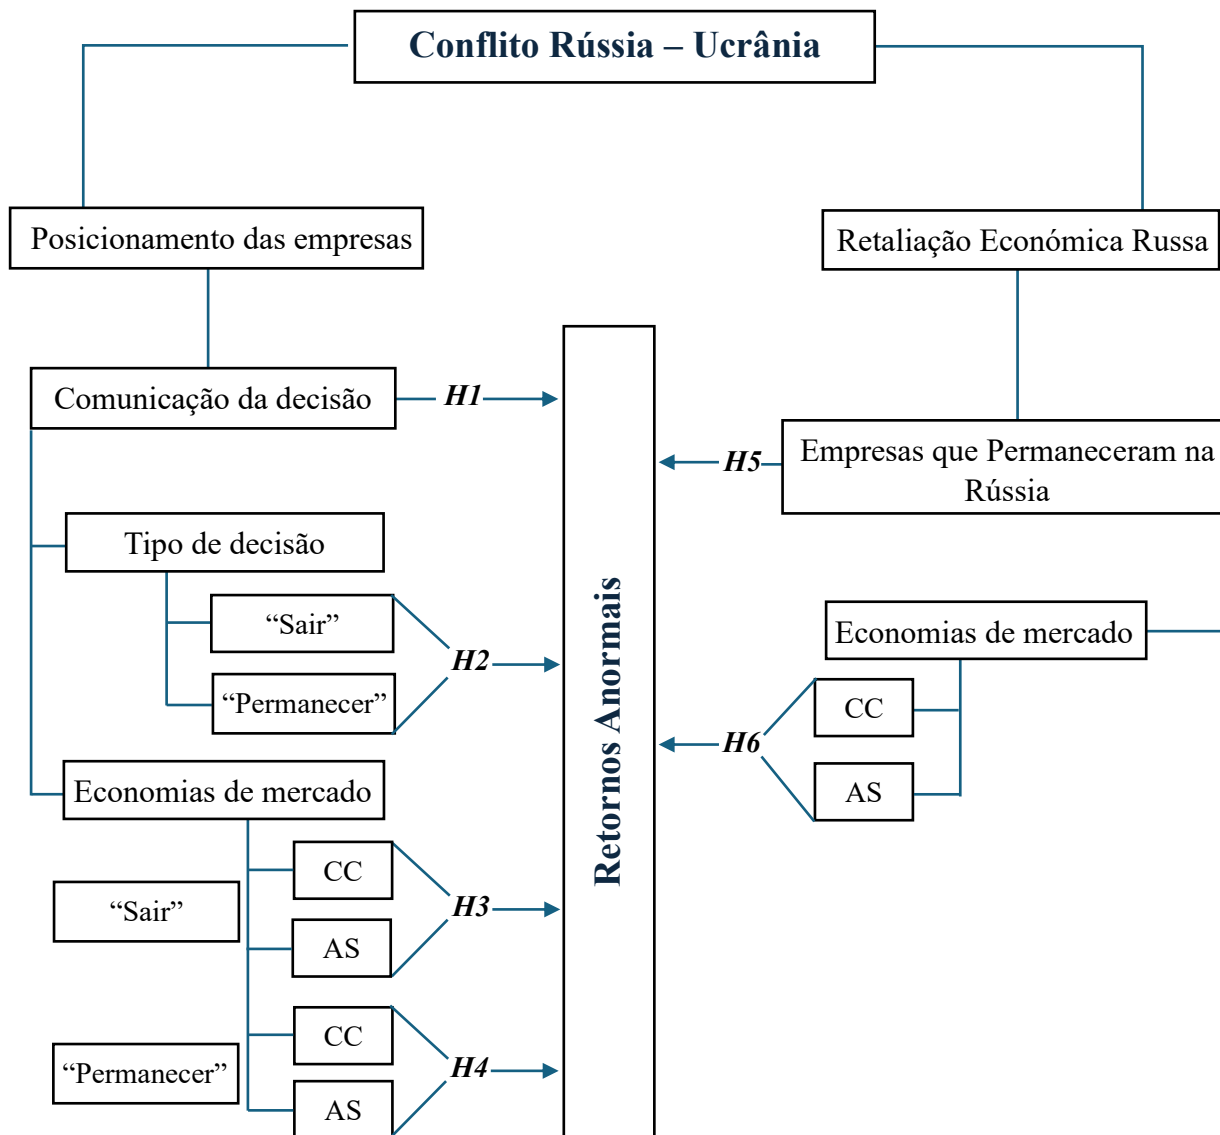 Conflito Rússia – Ucrânia
Posicionamento das empresas
Retaliação Económica Russa
Comunicação da decisão
H1
Empresas que Permaneceram na
Rússia
H5
Tipo de decisão
“Sair”
“Permanecer”
H2
Retornos Anormais
Economias de mercado
CC
AS
H6
Economias de mercado
“Sair”
CC
AS
H3
“Permanecer”
CC
AS
H4